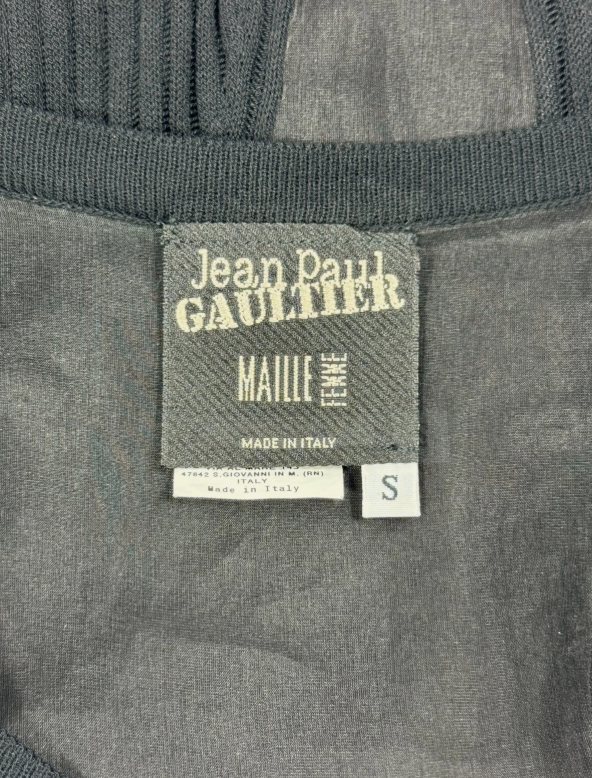 Jean Paul
GAULTIER
MAILLE FEMME
MADE IN ITALY
47842 S.GIOVANNI IN M. (RN)
ITALY
Made in Italy
S